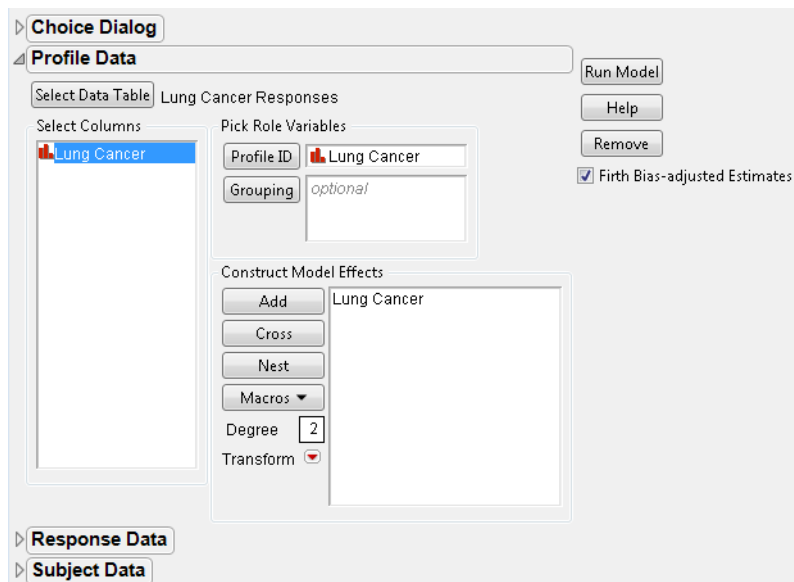 Choice Dialog
Profile Data
Select Data Table Lung Cancer Responses
Select Columns
Lung Cancer
Pick Role Variables
Profile ID Lung Cancer
Grouping optional
Construct Model Effects
Add
Cross
Nest
Macros
Degree 2
Transform
Lung Cancer
Run Model
Help
Remove
Firth Bias-adjusted Estimates
Response Data
Subject Data